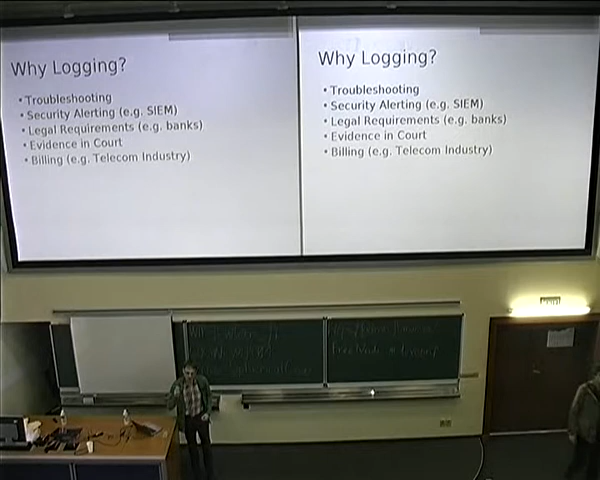 Why Logging?
• Troubleshooting
• Security Alerting (e.g. SIEM)
• Legal Requirements (e.g. banks)
• Evidence in Court
• Billing (e.g. Telecom Industry)
Why Logging?
• Troubleshooting
• Security Alerting (e.g. SIEM)
• Legal Requirements (e.g. banks)
• Evidence in Court
• Billing (e.g. Telecom Industry)